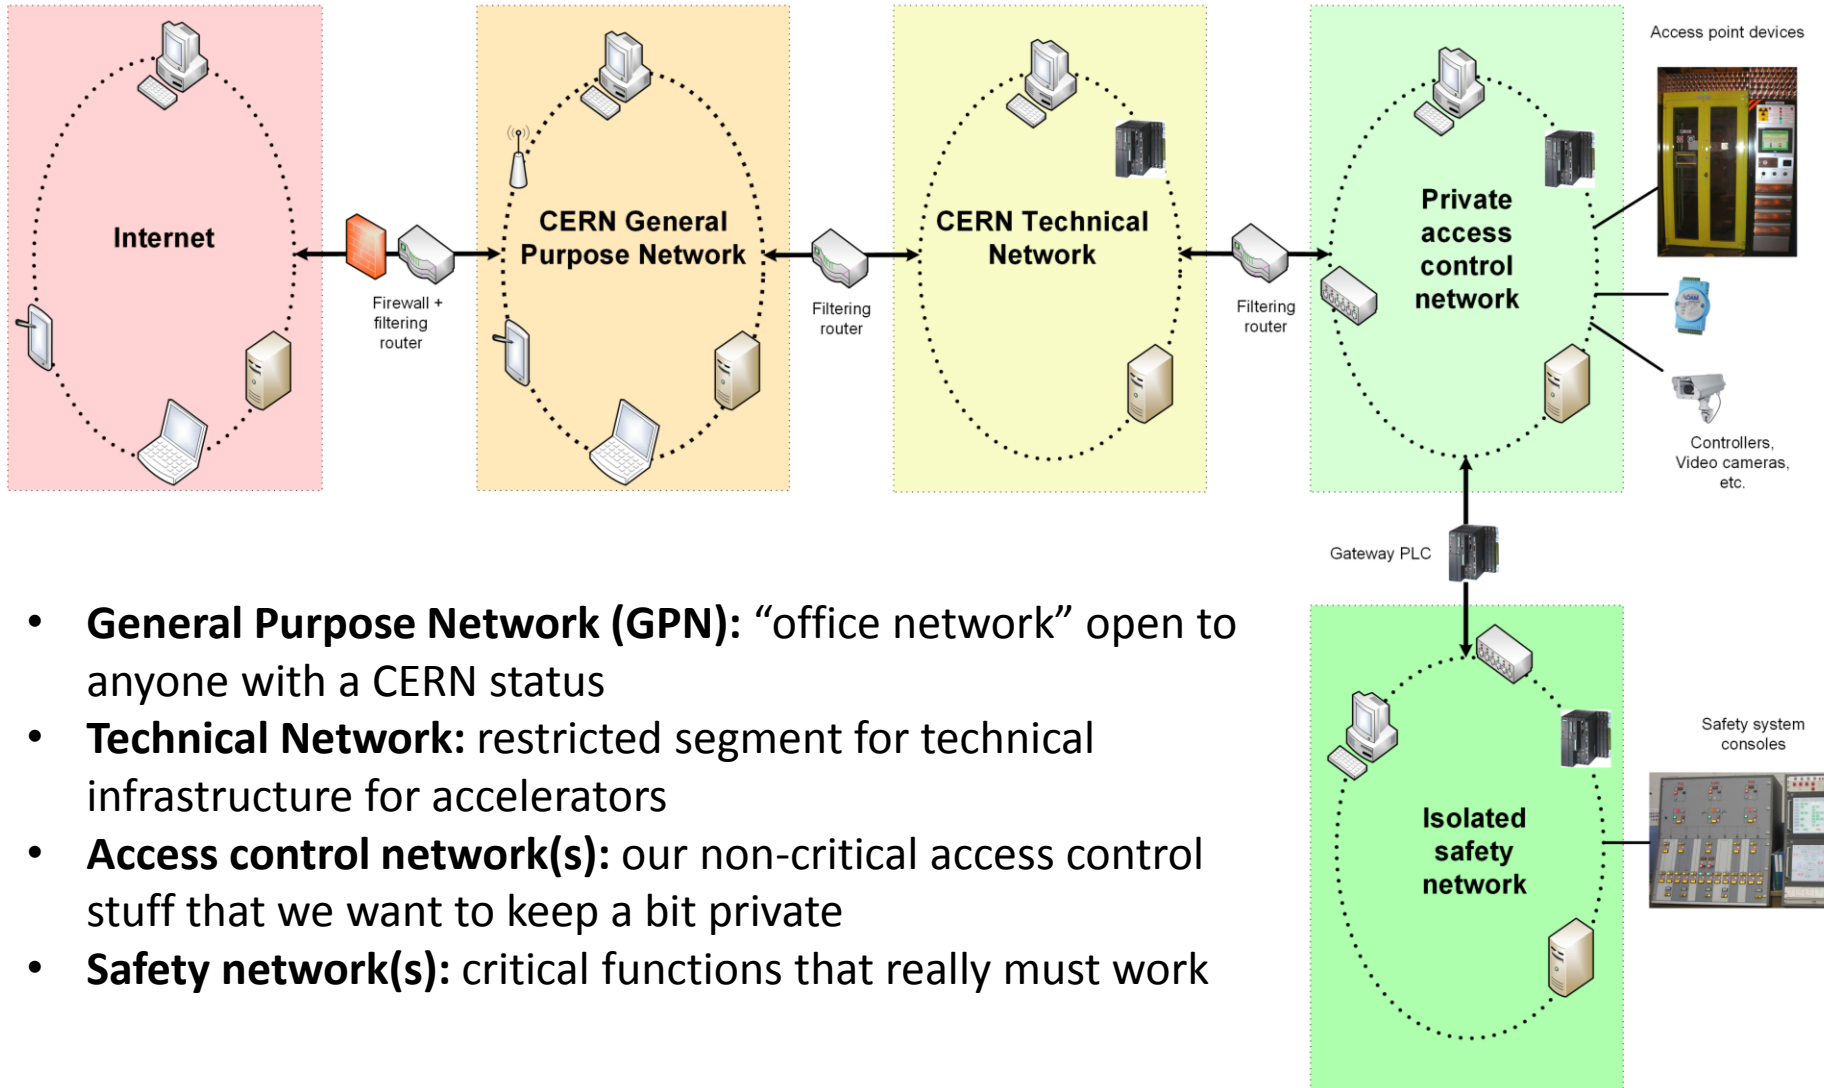 Access point devices
Internet
CERN General
Purpose Network
CERN Technical
Network
Private
access
control
network
Firewall +
filtering
router
Filtering
router
Filtering
router
ADAM
Controllers,
Video cameras,
etc.
Gateway PLC
• General Purpose Network (GPN): “office network” open to
anyone with a CERN status
• Technical Network: restricted segment for technical
infrastructure for accelerators
• Access control network(s): our non-critical access control
stuff that we want to keep a bit private
• Safety network(s): critical functions that really must work
Safety system
consoles
Isolated
safety
network